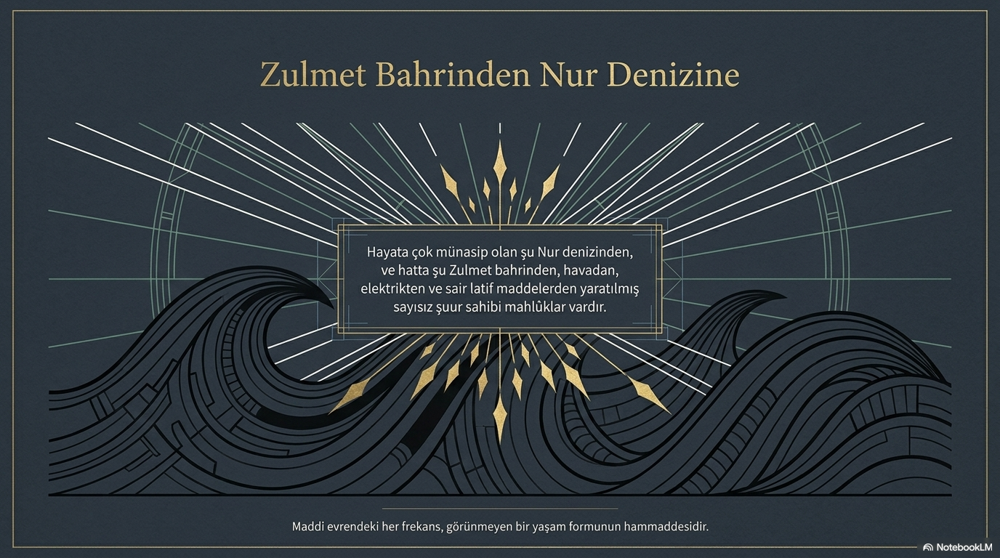 Zulmet Bahrinden Nur Denizine
Hayata çok münasip olan şu Nur denizinden,
ve hatta şu Zulmet bahrinden, havadan,
elektrikten ve sair latif maddelerden yaratılmış
sayısız şuur sahibi mahlûklar vardır.
Maddi evrendeki her frekans, görünmeyen bir yaşam formunun hammaddesidir.
NotebookLM